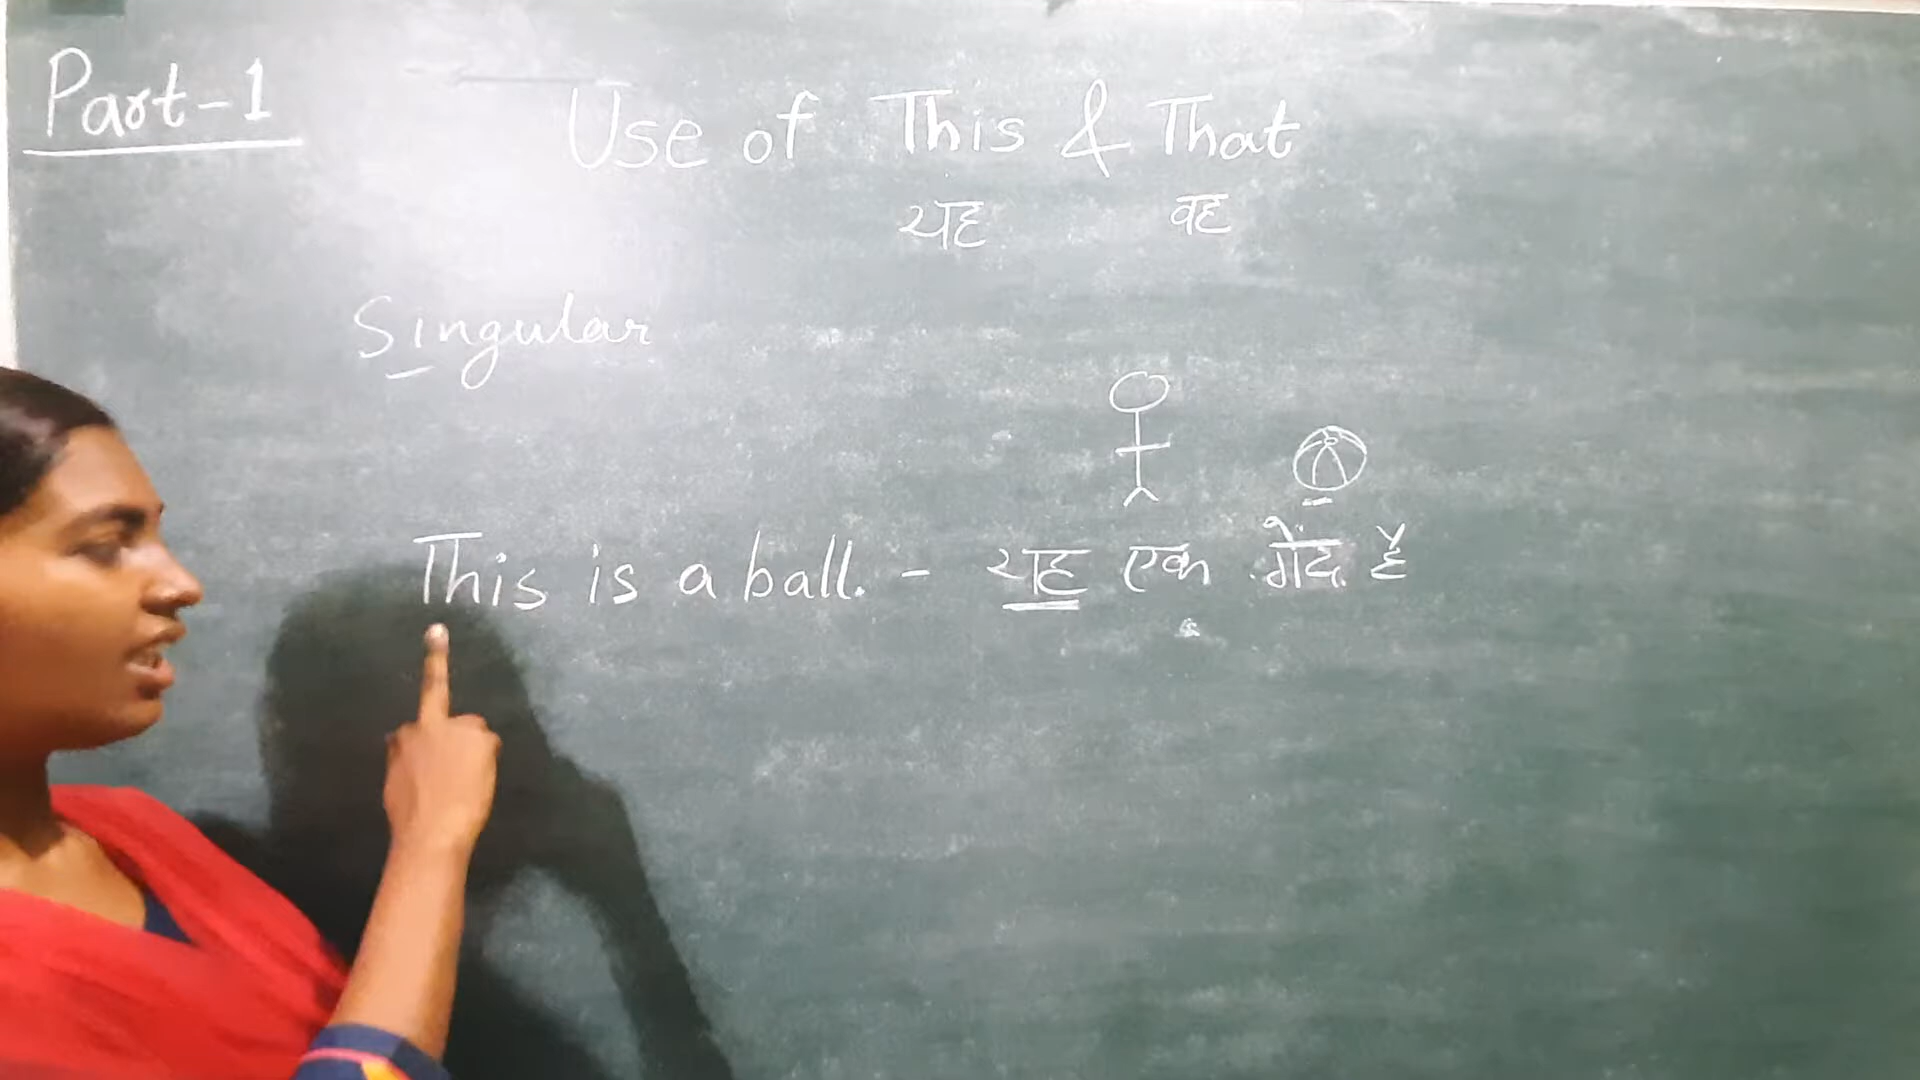 Part-1
Use of This & That
यह वह
Singular
This is a ball. - यह एक गेंद है